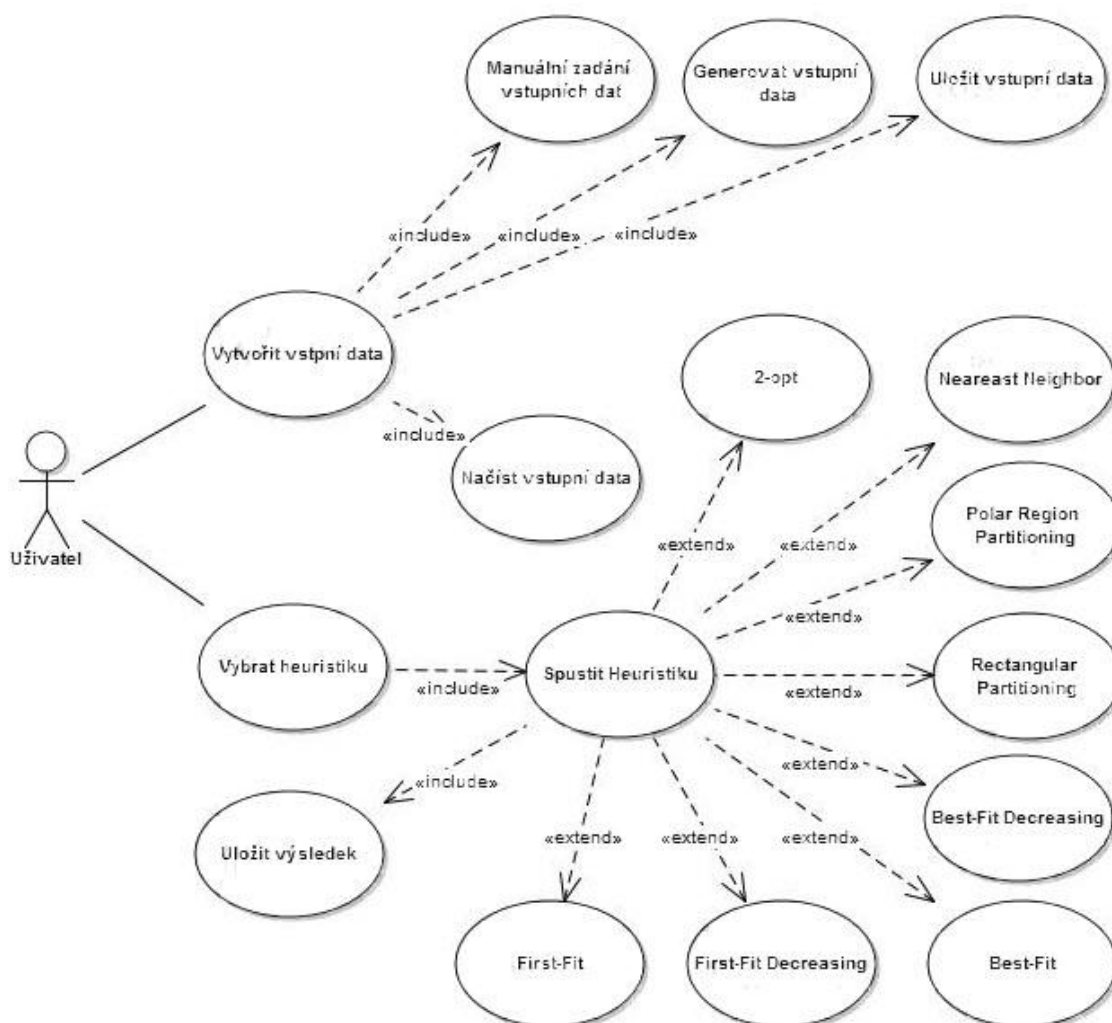 Manuální zadání
vstupních dat
Generovat vstupní
data
Uložit vstupní data
«include»
«include»
«include»
Vytvořit vstpní data
2-opt
Neareast Neighbor
«include»
Načíst vstupní data
Polar Region
Partitioning
«extend»
«extend»
Uživatel
«extend»
Vybrat heuristiku
«include»
Spustit Heuristiku
«extend»
Rectangular
Partitioning
«include»
«extend»
Best-Fit Decreasing
Uložit výsledek
«extend»
«extend»
«extend»
First-Fit
First-Fit Decreasing
Best-Fit